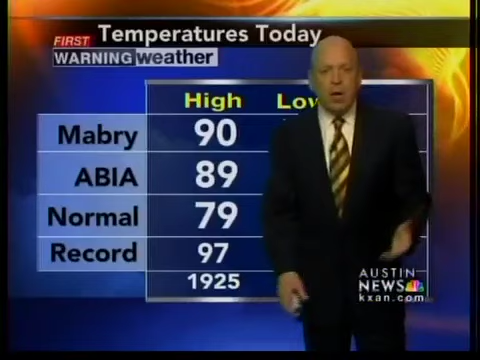 Temperatures Today
FIRST
WARNING weather
High Low
Mabry 90
ABIA 89
Normal 79
Record 97
1925
AUSTIN
NEWS
kxan.com